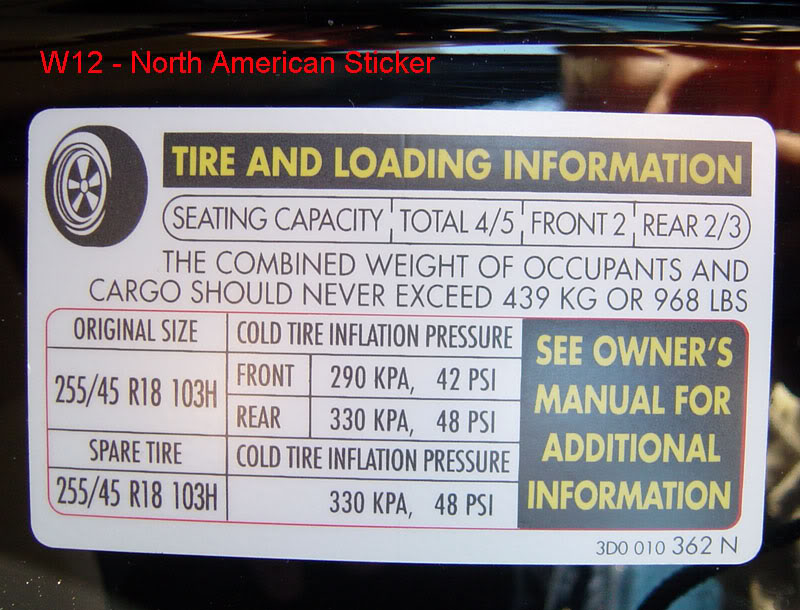 W12 - North American Sticker
TIRE AND LOADING INFORMATION
SEATING CAPACITY TOTAL 4/5 FRONT 2 REAR 2/3
THE COMBINED WEIGHT OF OCCUPANTS AND
CARGO SHOULD NEVER EXCEED 439 KG OR 968 LBS
ORIGINAL SIZE COLD TIRE INFLATION PRESSURE
255/45 R18 103H
FRONT 290 KPA, 42 PSI
REAR 330 KPA, 48 PSI
SPARE TIRE COLD TIRE INFLATION PRESSURE
255/45 R18 103H 330 KPA, 48 PSI
SEE OWNER'S
MANUAL FOR
ADDITIONAL
INFORMATION
3D0 010 362 N